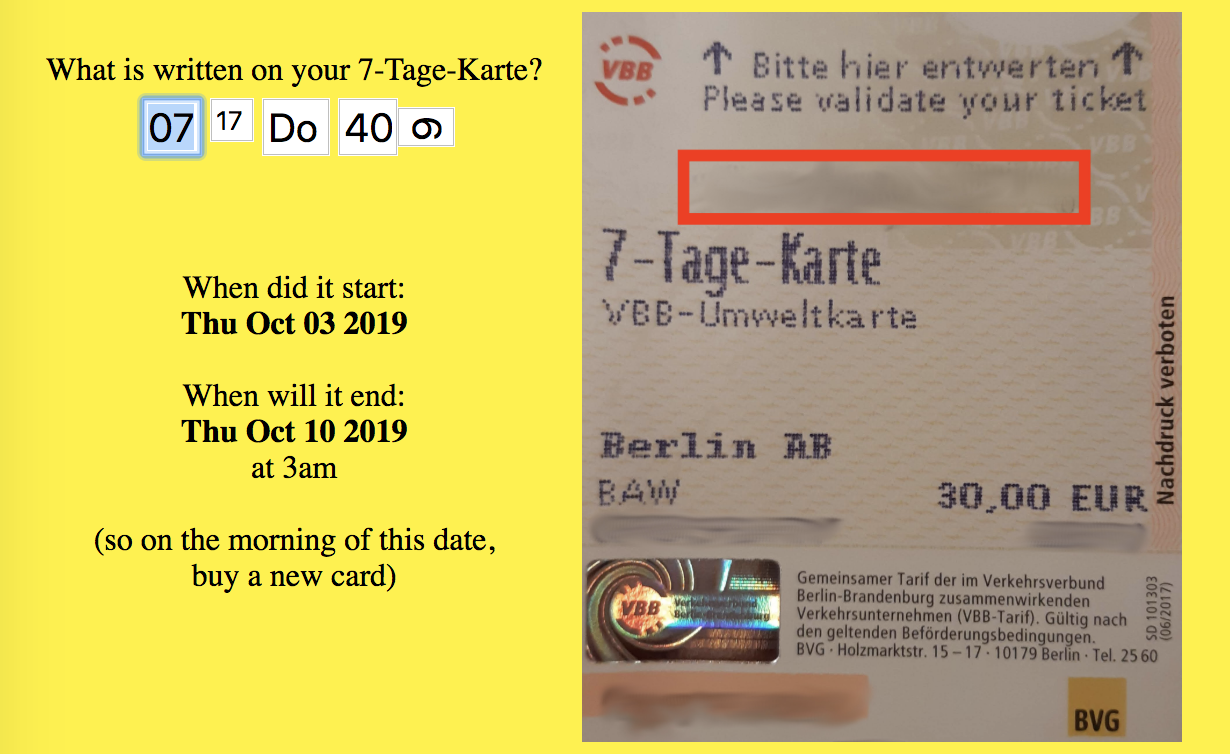 What is written on your 7-Tage-Karte?
07 17 Do 40
When did it start:
Thu Oct 03 2019
When will it end:
Thu Oct 10 2019
at 3am
(so on the morning of this date,
buy a new card)
VBB
↑ Bitte hier entwerten ↑
Please validate your ticket
7-Tage-Karte
VBB-Umweltkarte
Berlin AB
BAW 30,00 EUR
Nachdruck verboten
VBB Verkehrsverbund
Berlin-Brandenburg
Gemeinsamer Tarif der im Verkehrsverbund
Berlin-Brandenburg zusammenwirkenden
Verkehrsunternehmen (VBB-Tarif). Gültig nach
den geltenden Beförderungsbedingungen.
BVG · Holzmarktstr. 15 – 17 · 10179 Berlin · Tel. 25 60
SD 101303
(06/2017)
BVG